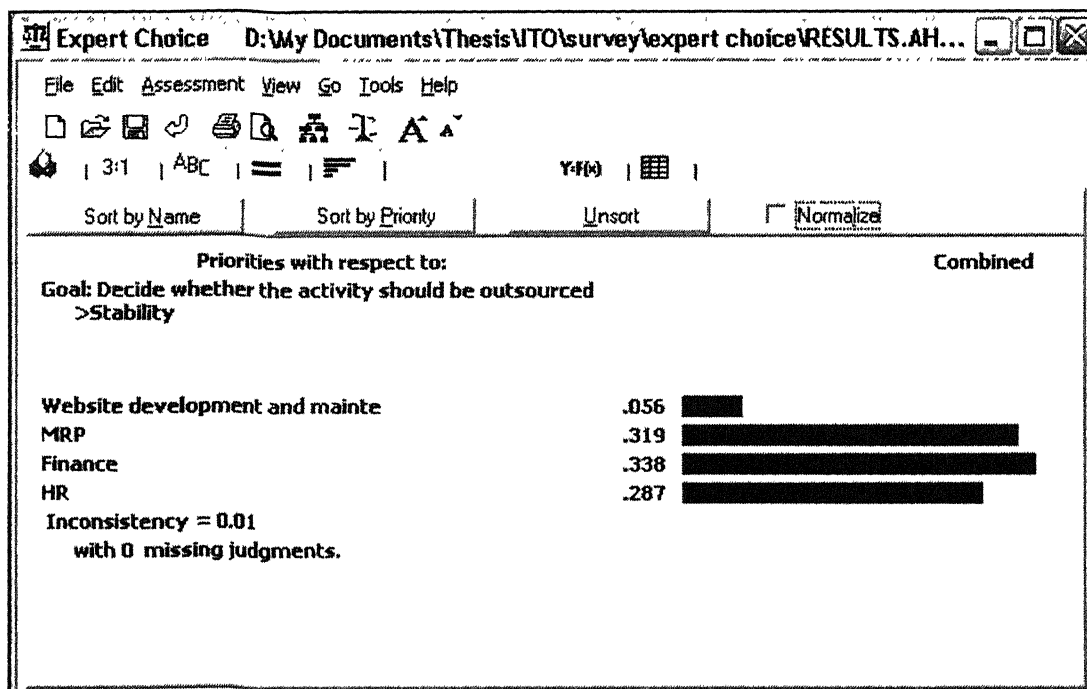 Expert Choice D:\My Documents\Thesis\ITO\survey\expert choice\RESULTS.AH...
File Edit Assessment View Go Tools Help
A A
3:1 ABC Y=F(x)
Sort by Name Sort by Priority Unsort Normalize
Priorities with respect to: Combined
Goal: Decide whether the activity should be outsourced
>Stability
Website development and mainte .056
MRP .319
Finance .338
HR .287
Inconsistency = 0.01
with 0 missing judgments.